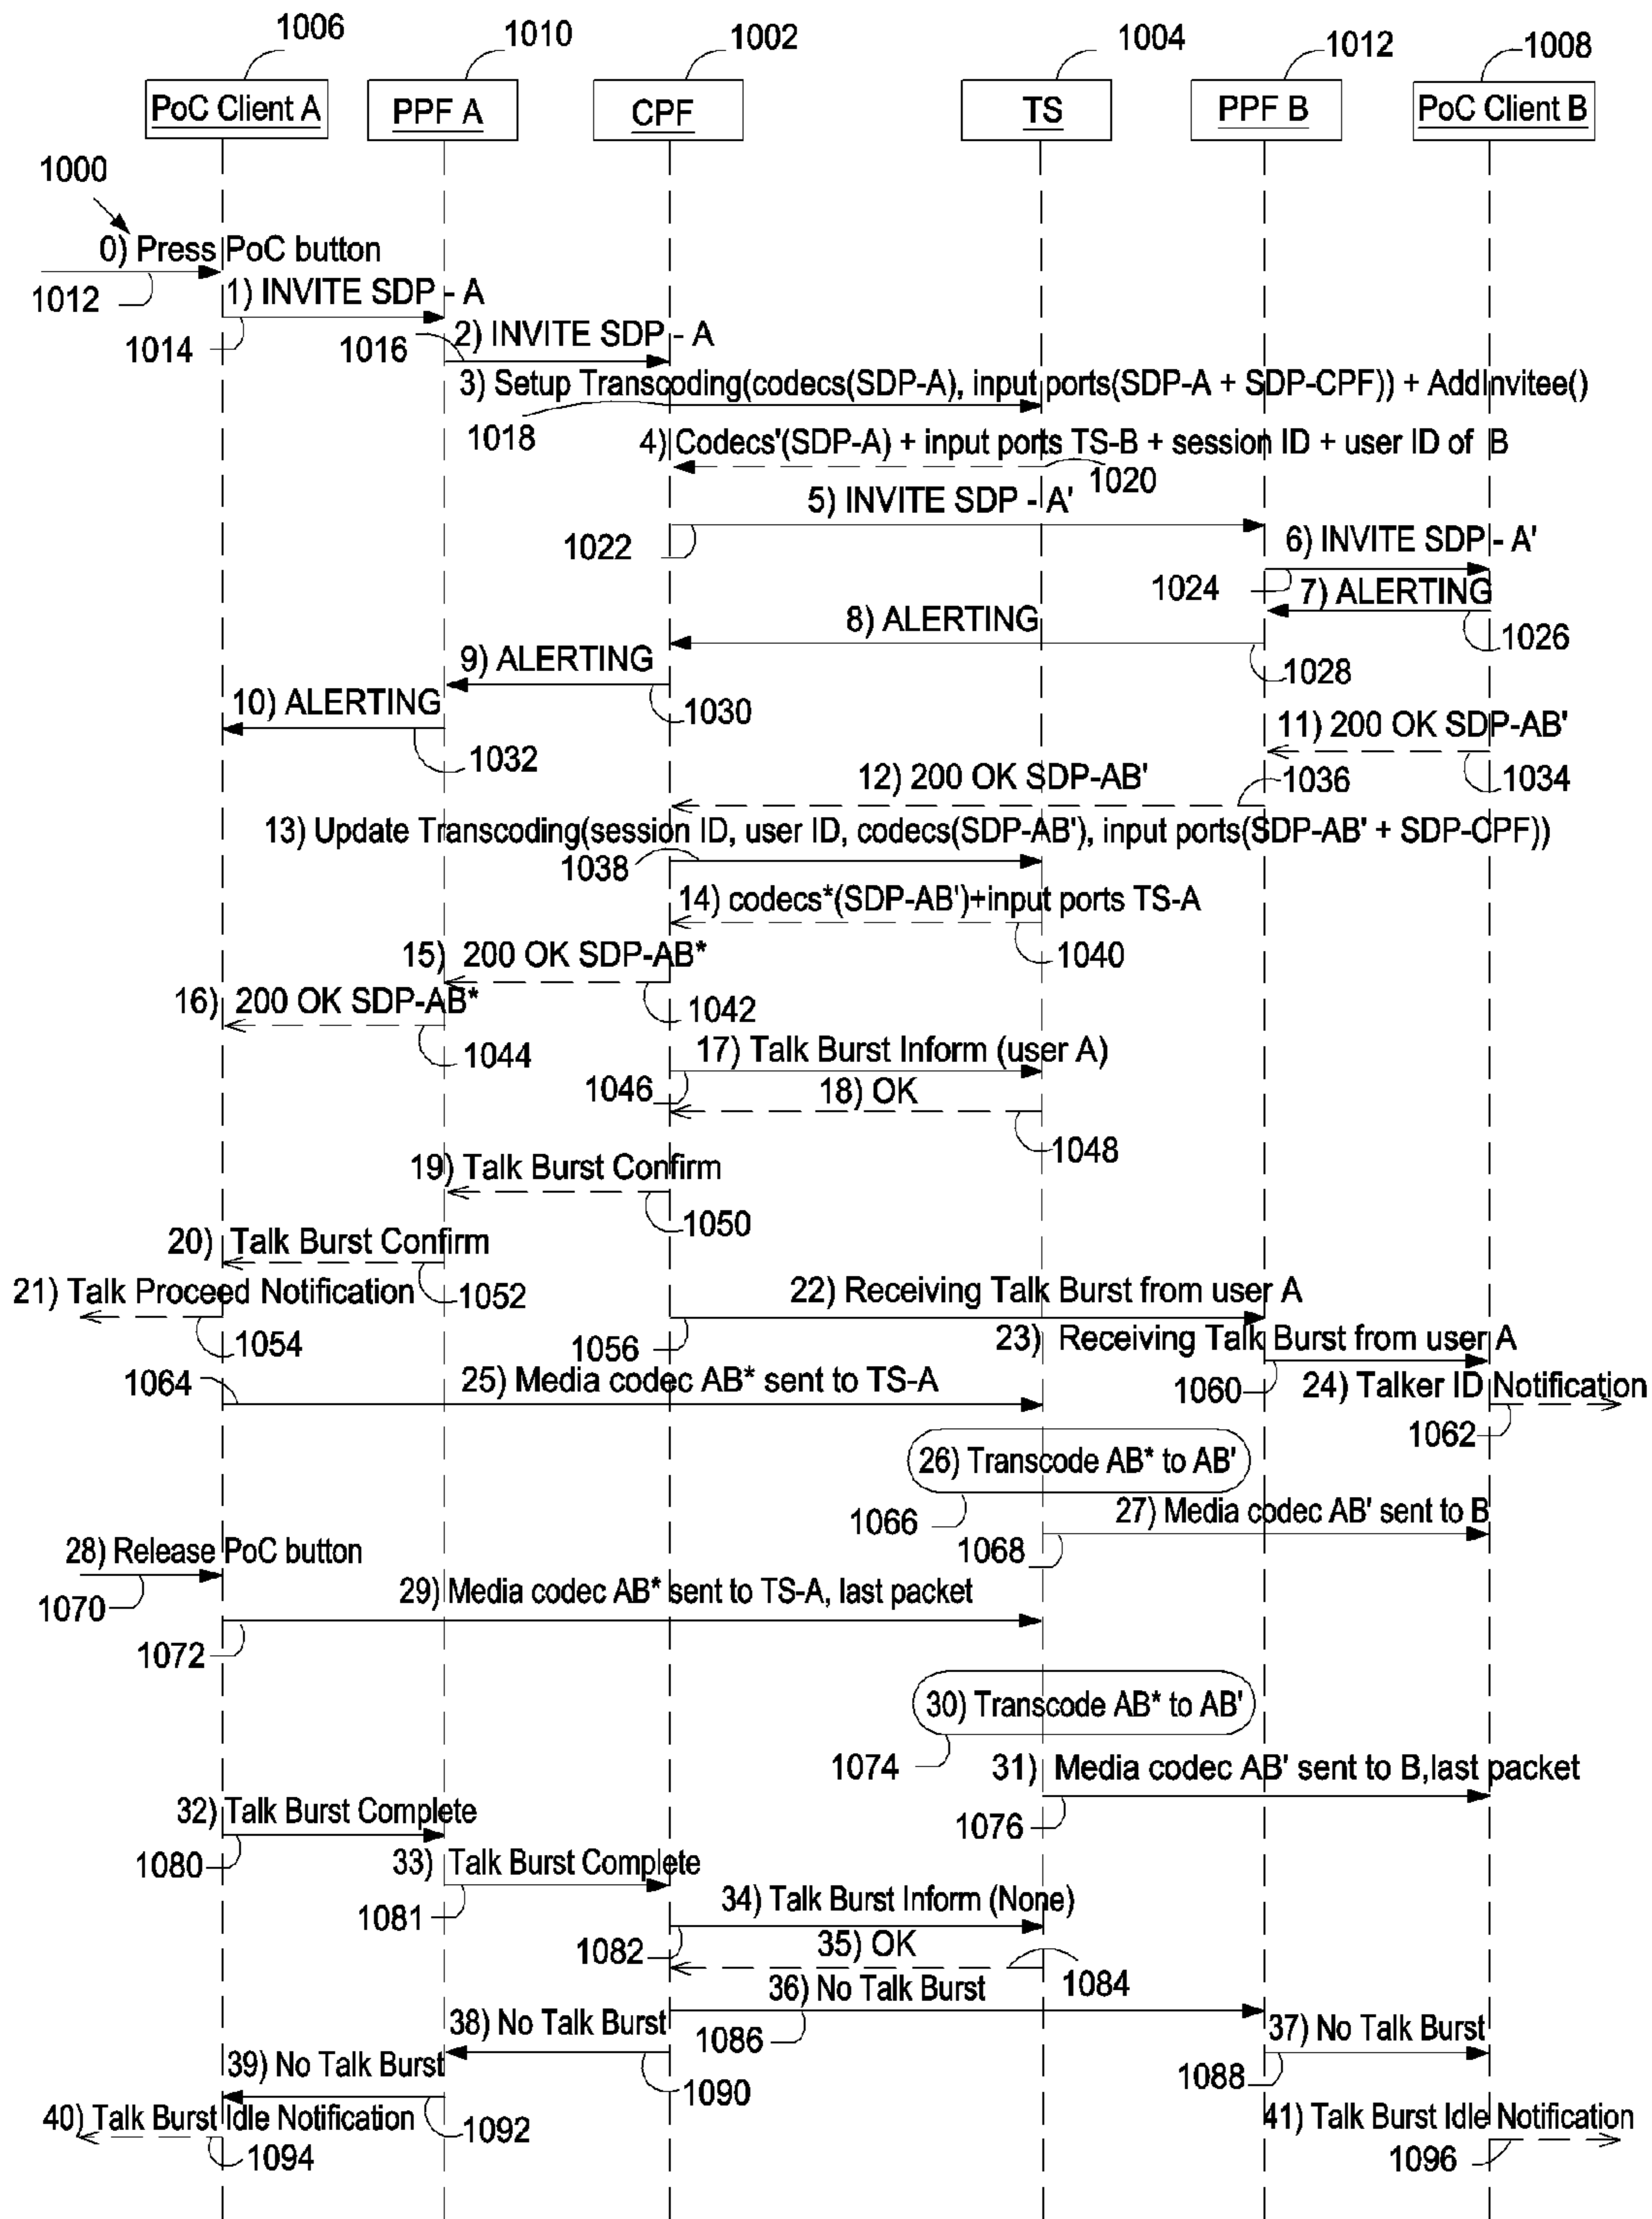 1006
1010
1002
1004
1012
1008
PoC Client A
PPF A
CPF
TS
PPF B
PoC Client B
1000
0) Press PoC button
1012
1) INVITE SDP - A
1014
1016
2) INVITE SDP - A
3) Setup Transcoding(codecs(SDP-A), input ports(SDP-A + SDP-CPF)) + AddInvitee()
1018
4) Codecs'(SDP-A) + input ports TS-B + session ID + user ID of B
1020
5) INVITE SDP - A'
1022
6) INVITE SDP - A'
1024
7) ALERTING
1026
8) ALERTING
1028
9) ALERTING
1030
10) ALERTING
1032
11) 200 OK SDP-AB'
1034
12) 200 OK SDP-AB'
1036
13) Update Transcoding(session ID, user ID, codecs(SDP-AB'), input ports(SDP-AB' + SDP-CPF))
1038
14) codecs*(SDP-AB')+input ports TS-A
1040
15) 200 OK SDP-AB*
1042
16) 200 OK SDP-AB*
1044
17) Talk Burst Inform (user A)
1046
18) OK
1048
19) Talk Burst Confirm
1050
20) Talk Burst Confirm
1052
21) Talk Proceed Notification
1054
22) Receiving Talk Burst from user A
1056
23) Receiving Talk Burst from user A
1060
24) Talker ID Notification
1062
1064
25) Media codec AB* sent to TS-A
26) Transcode AB* to AB'
1066
27) Media codec AB' sent to B
1068
28) Release PoC button
1070
29) Media codec AB* sent to TS-A, last packet
1072
30) Transcode AB* to AB'
1074
31) Media codec AB' sent to B,last packet
1076
32) Talk Burst Complete
1080
33) Talk Burst Complete
1081
34) Talk Burst Inform (None)
1082
35) OK
1084
36) No Talk Burst
1086
37) No Talk Burst
1088
38) No Talk Burst
1090
39) No Talk Burst
1092
40) Talk Burst Idle Notification
1094
41) Talk Burst Idle Notification
1096